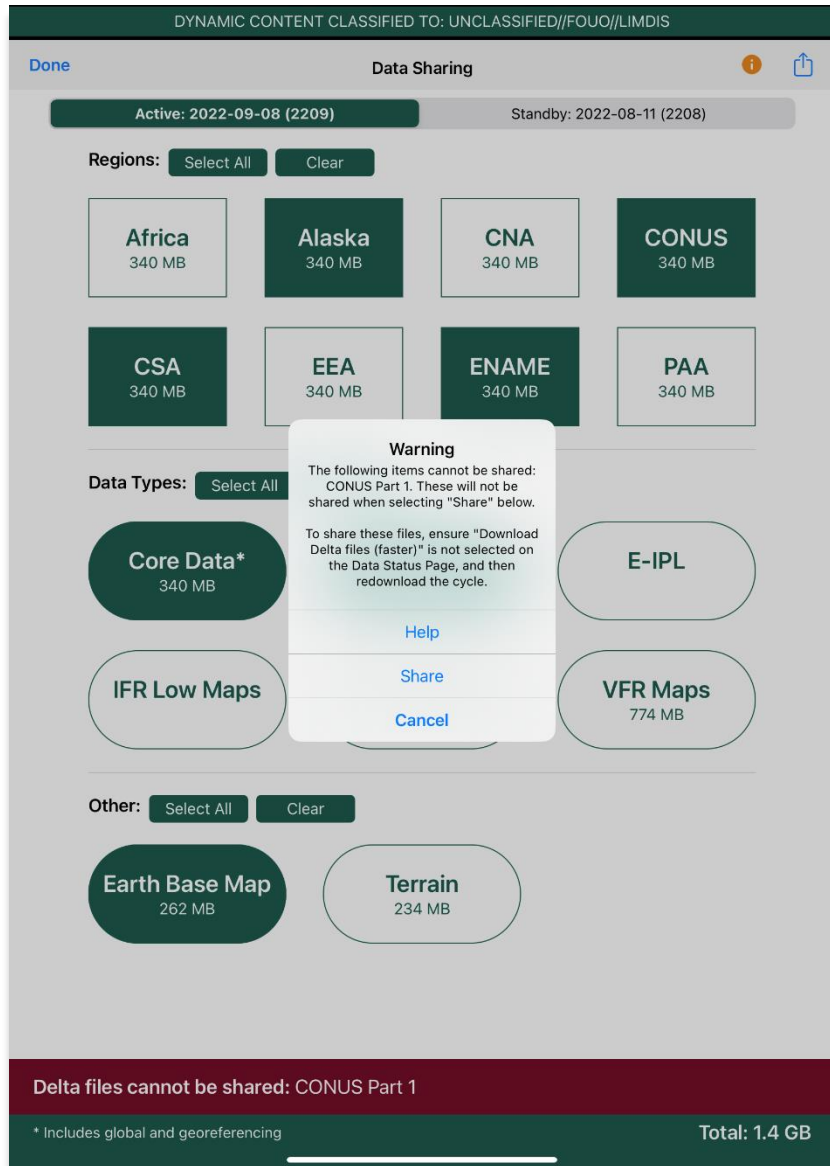 DYNAMIC CONTENT CLASSIFIED TO: UNCLASSIFIED//FOUO//LIMDIS
Done
Data Sharing
Active: 2022-09-08 (2209)
Standby: 2022-08-11 (2208)
Regions:
Select All
Clear
Africa
340 MB
Alaska
340 MB
CNA
340 MB
CONUS
340 MB
CSA
340 MB
EEA
340 MB
ENAME
340 MB
PAA
340 MB
Warning
The following items cannot be shared:
CONUS Part 1. These will not be
shared when selecting "Share" below.
To share these files, ensure "Download
Delta files (faster)" is not selected on
the Data Status Page, and then
redownload the cycle.
Help
Share
Cancel
Data Types:
Select All
Core Data*
340 MB
E-IPL
IFR Low Maps
VFR Maps
774 MB
Other:
Select All
Clear
Earth Base Map
262 MB
Terrain
234 MB
Delta files cannot be shared: CONUS Part 1
* Includes global and georeferencing
Total: 1.4 GB